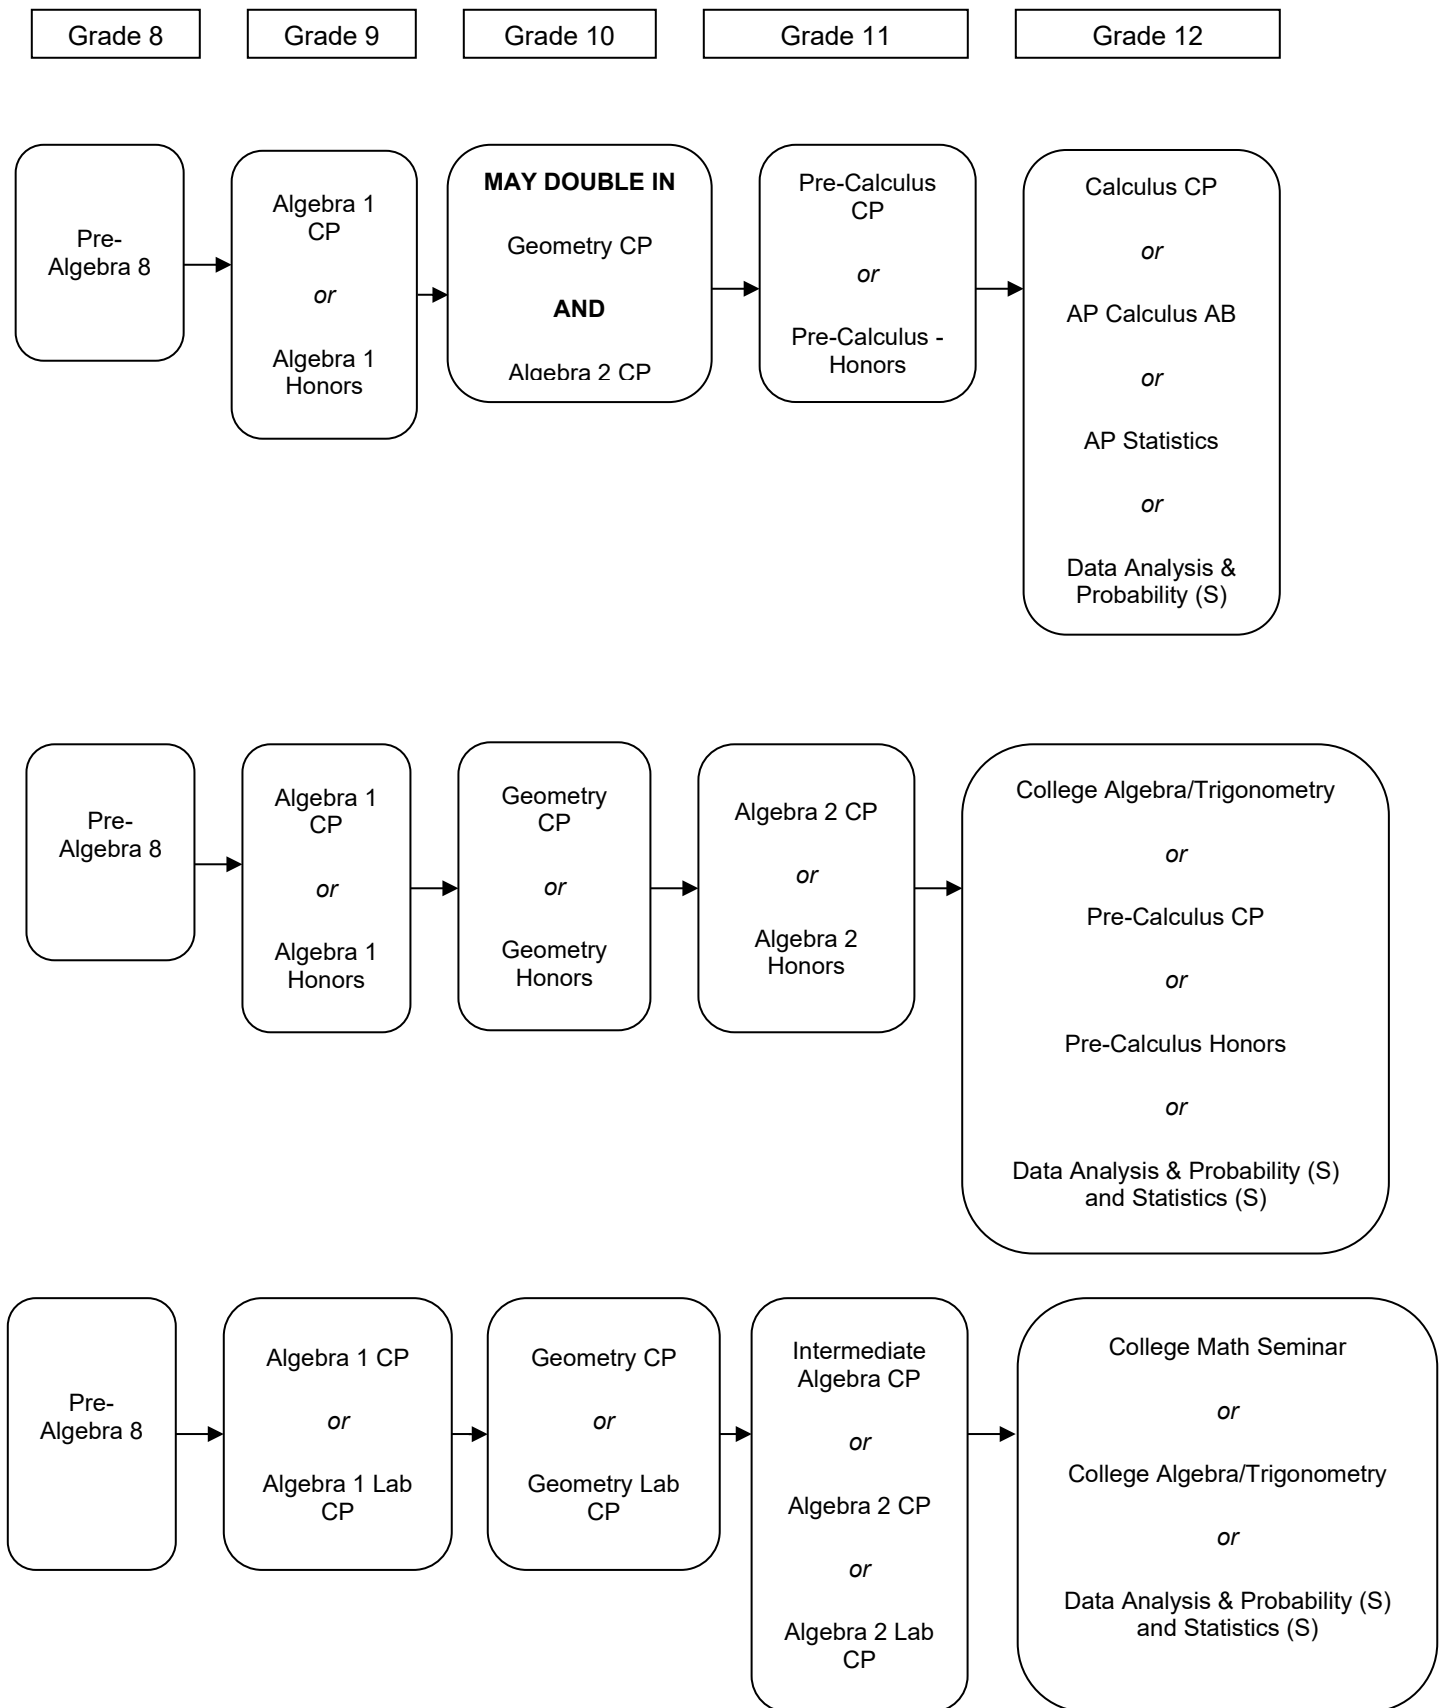 Grade 8
Grade 9
Grade 10
Grade 11
Grade 12
Pre-
Algebra 8
Algebra 1
CP
or
Algebra 1
Honors
MAY DOUBLE IN
Geometry CP
AND
Algebra 2 CP
Pre-Calculus
CP
or
Pre-Calculus -
Honors
Calculus CP
or
AP Calculus AB
or
AP Statistics
or
Data Analysis &
Probability (S)
Pre-
Algebra 8
Algebra 1
CP
or
Algebra 1
Honors
Geometry
CP
or
Geometry
Honors
Algebra 2 CP
or
Algebra 2
Honors
College Algebra/Trigonometry
or
Pre-Calculus CP
or
Pre-Calculus Honors
or
Data Analysis & Probability (S)
and Statistics (S)
Pre-
Algebra 8
Algebra 1 CP
or
Algebra 1 Lab
CP
Geometry CP
or
Geometry Lab
CP
Intermediate
Algebra CP
or
Algebra 2 CP
or
Algebra 2 Lab
CP
College Math Seminar
or
College Algebra/Trigonometry
or
Data Analysis & Probability (S)
and Statistics (S)